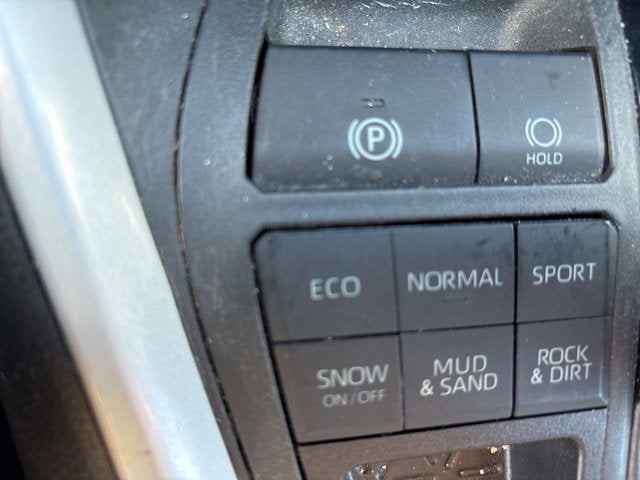 (P)
HOLD
ECO NORMAL SPORT
SNOW
ON/OFF
MUD
& SAND
ROCK
& DIRT